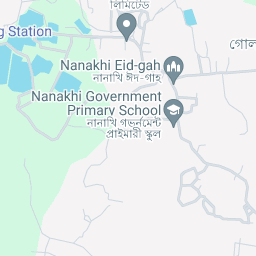 লিমিটেড
g Station
গোল
Nanakhi Eid-gah
নানাখি ঈদ-গাহ
Nanakhi Government
Primary School
নানাখি গভর্নমেন্ট
প্রাইমারী স্কুল